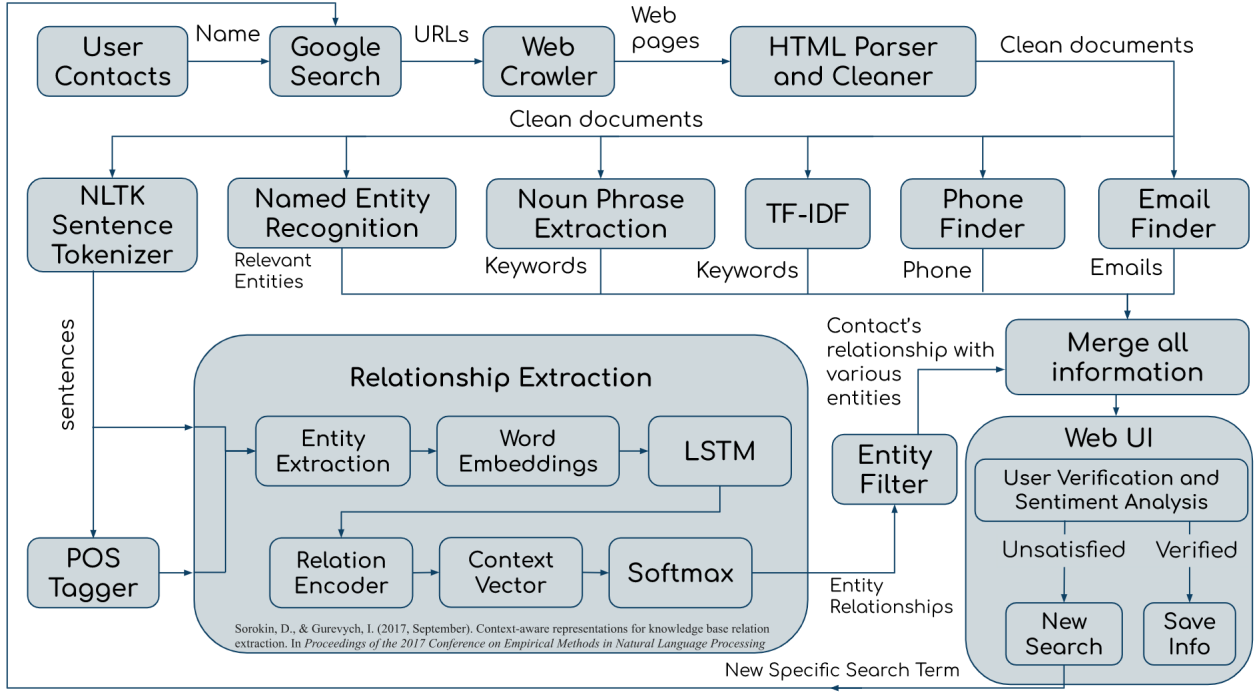 User
Contacts
Name
Google
Search
URLs
Web
Crawler
Web
pages
HTML Parser
and Cleaner
Clean documents
Clean documents
NLTK
Sentence
Tokenizer
Named Entity
Recognition
Noun Phrase
Extraction
TF-IDF
Phone
Finder
Email
Finder
Relevant
Entities
Keywords
Keywords
Phone
Emails
sentences
Contact's
relationship with
various
entities
Merge all
information
Relationship Extraction
Entity
Extraction
Word
Embeddings
LSTM
Entity
Filter
Web UI
User Verification and
Sentiment Analysis
Unsatisfied
Verified
POS
Tagger
Relation
Encoder
Context
Vector
Softmax
Entity
Relationships
New
Search
Save
Info
Sorokin, D., & Gurevych, I. (2017, September). Context-aware representations for knowledge base relation
extraction. In Proceedings of the 2017 Conference on Empirical Methods in Natural Language Processing
New Specific Search Term